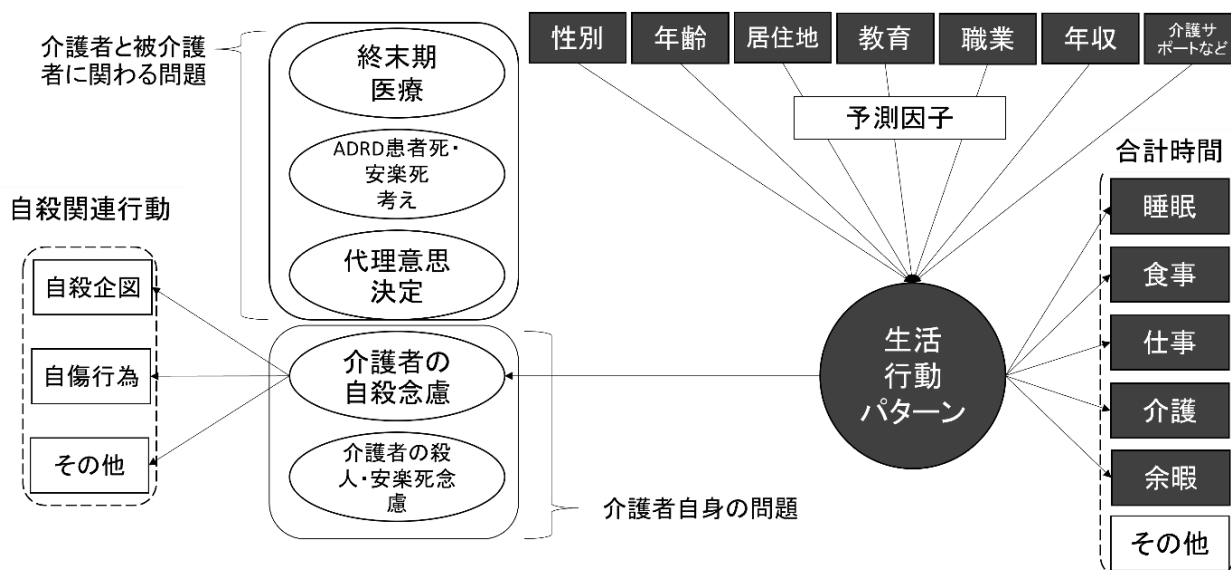 介護者と被介護
者に関わる問題
終末期
医療
ADRD患者死・
安楽死
考え
代理意思
決定
性別
年齢
居住地
教育
職業
年収
介護サ
ポートなど
予測因子
合計時間
睡眠
食事
仕事
介護
余暇
その他
生活
行動
パターン
自殺関連行動
自殺企図
自傷行為
その他
介護者の
自殺念慮
介護者の殺
人・安楽死念
慮
介護者自身の問題